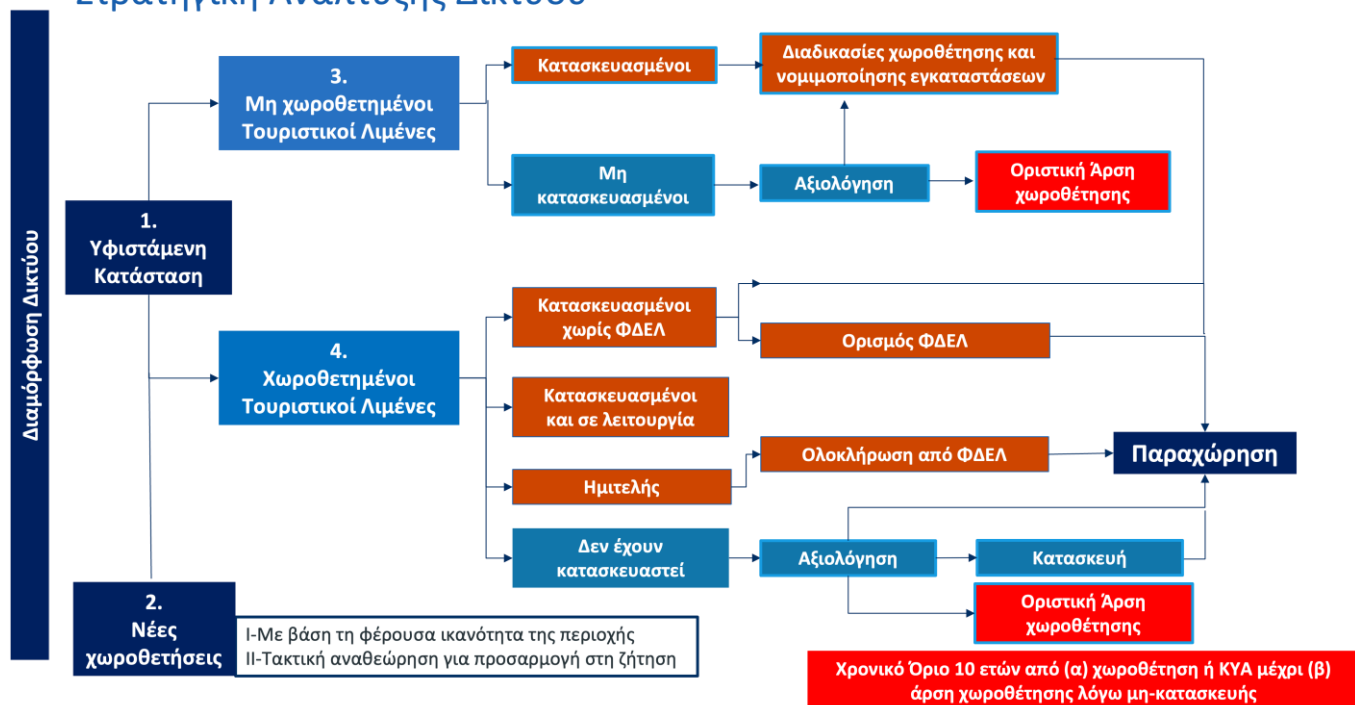 Στρατηγική Ανάπτυξης Δικτύου
Διαμόρφωση Δικτύου
1.
Υφιστάμενη
Κατάσταση
3.
Μη χωροθετημένοι
Τουριστικοί Λιμένες
Κατασκευασμένοι
Διαδικασίες χωροθέτησης και
νομιμοποίησης εγκαταστάσεων
Μη
κατασκευασμένοι
Αξιολόγηση
Οριστική Άρση
χωροθέτησης
4.
Χωροθετημένοι
Τουριστικοί Λιμένες
Κατασκευασμένοι
χωρίς ΦΔΕΛ
Ορισμός ΦΔΕΛ
Κατασκευασμένοι
και σε λειτουργία
Ημιτελής
Ολοκλήρωση από ΦΔΕΛ
Παραχώρηση
Δεν έχουν
κατασκευαστεί
Αξιολόγηση
Κατασκευή
Οριστική Άρση
χωροθέτησης
2.
Νέες
χωροθετήσεις
Ι-Με βάση τη φέρουσα ικανότητα της περιοχής
ΙΙ-Τακτική αναθεώρηση για προσαρμογή στη ζήτηση
Χρονικό Όριο 10 ετών από (α) χωροθέτηση ή ΚΥΑ μέχρι (β)
άρση χωροθέτησης λόγω μη-κατασκευής